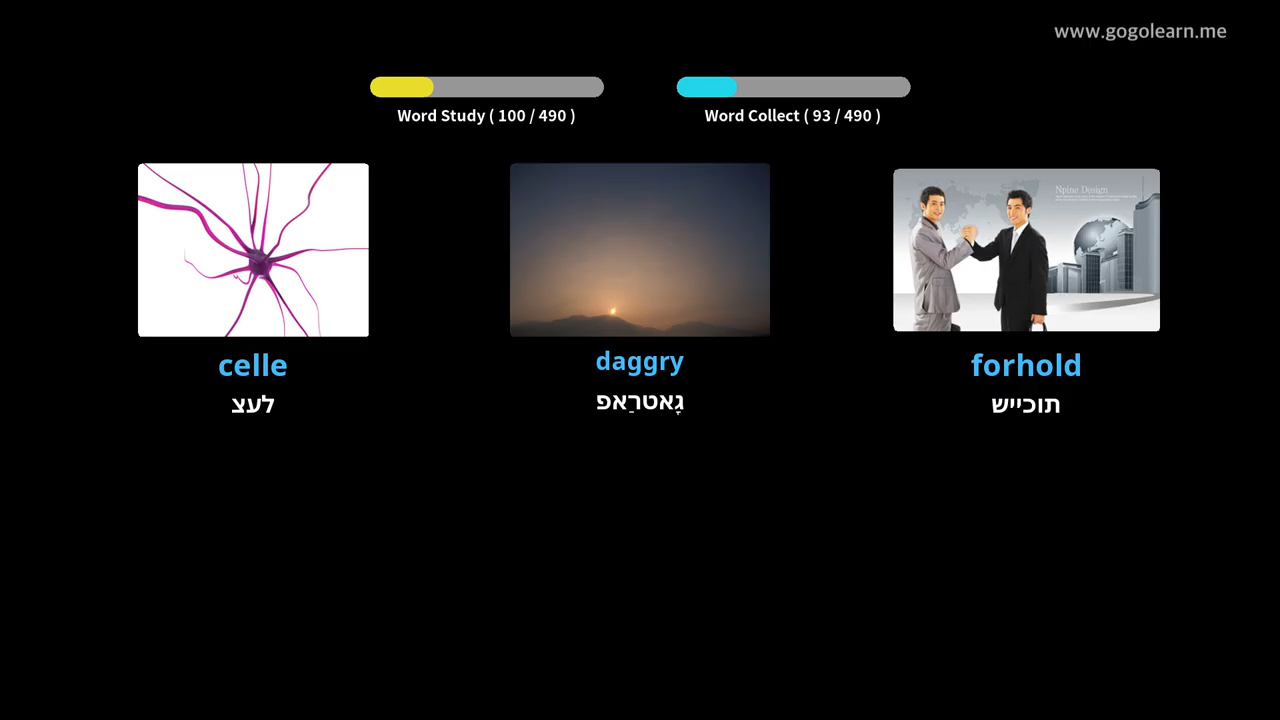 www.gogolearn.me
Word Study ( 100 / 490 )
Word Collect ( 93 / 490 )
Npine Design
celle
daggry
forhold
לעצ
גָאטרַאפ
תוכייש